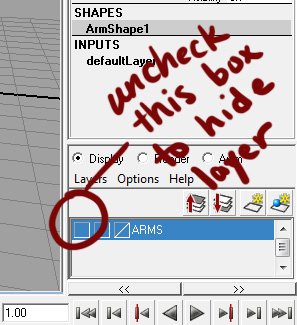 SHAPES
ArmShape1
INPUTS
defaultLayer
uncheck
this box
to hide
layer
Display Render Anim
Layers Options Help
ARMS
<< >>
1.00